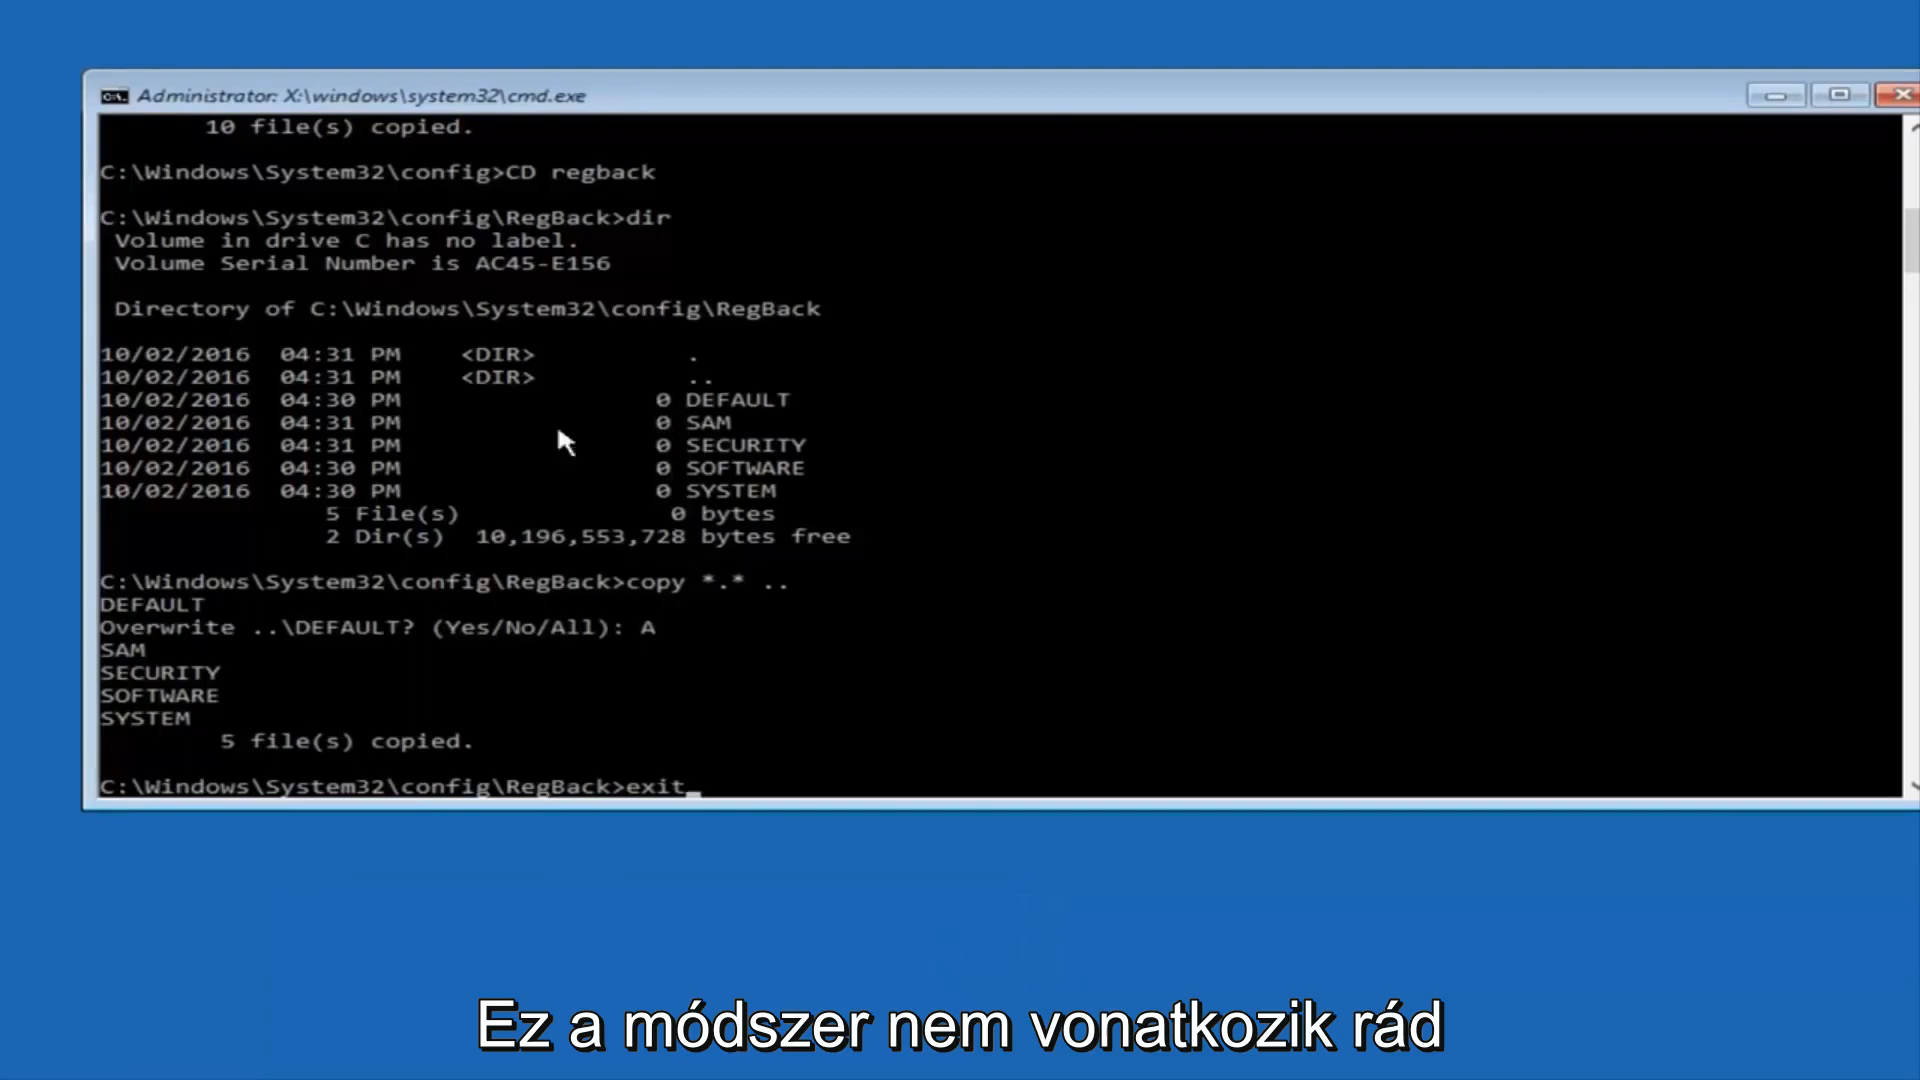 Administrator: X:\windows\system32\cmd.exe
10 file(s) copied.
C:\Windows\System32\config>CD regback
C:\Windows\System32\config\RegBack>dir
Volume in drive C has no label.
Volume Serial Number is AC45-E156
Directory of C:\Windows\System32\config\RegBack
10/02/2016 04:31 PM <DIR> .
10/02/2016 04:31 PM <DIR> ..
10/02/2016 04:30 PM 0 DEFAULT
10/02/2016 04:31 PM 0 SAM
10/02/2016 04:31 PM 0 SECURITY
10/02/2016 04:30 PM 0 SOFTWARE
10/02/2016 04:30 PM 0 SYSTEM
5 File(s) 0 bytes
2 Dir(s) 10,196,553,728 bytes free
C:\Windows\System32\config\RegBack>copy *.* ..
DEFAULT
Overwrite ..\DEFAULT? (Yes/No/All): A
SAM
SECURITY
SOFTWARE
SYSTEM
5 file(s) copied.
C:\Windows\System32\config\RegBack>exit_
Ez a módszer nem vonatkozik rád